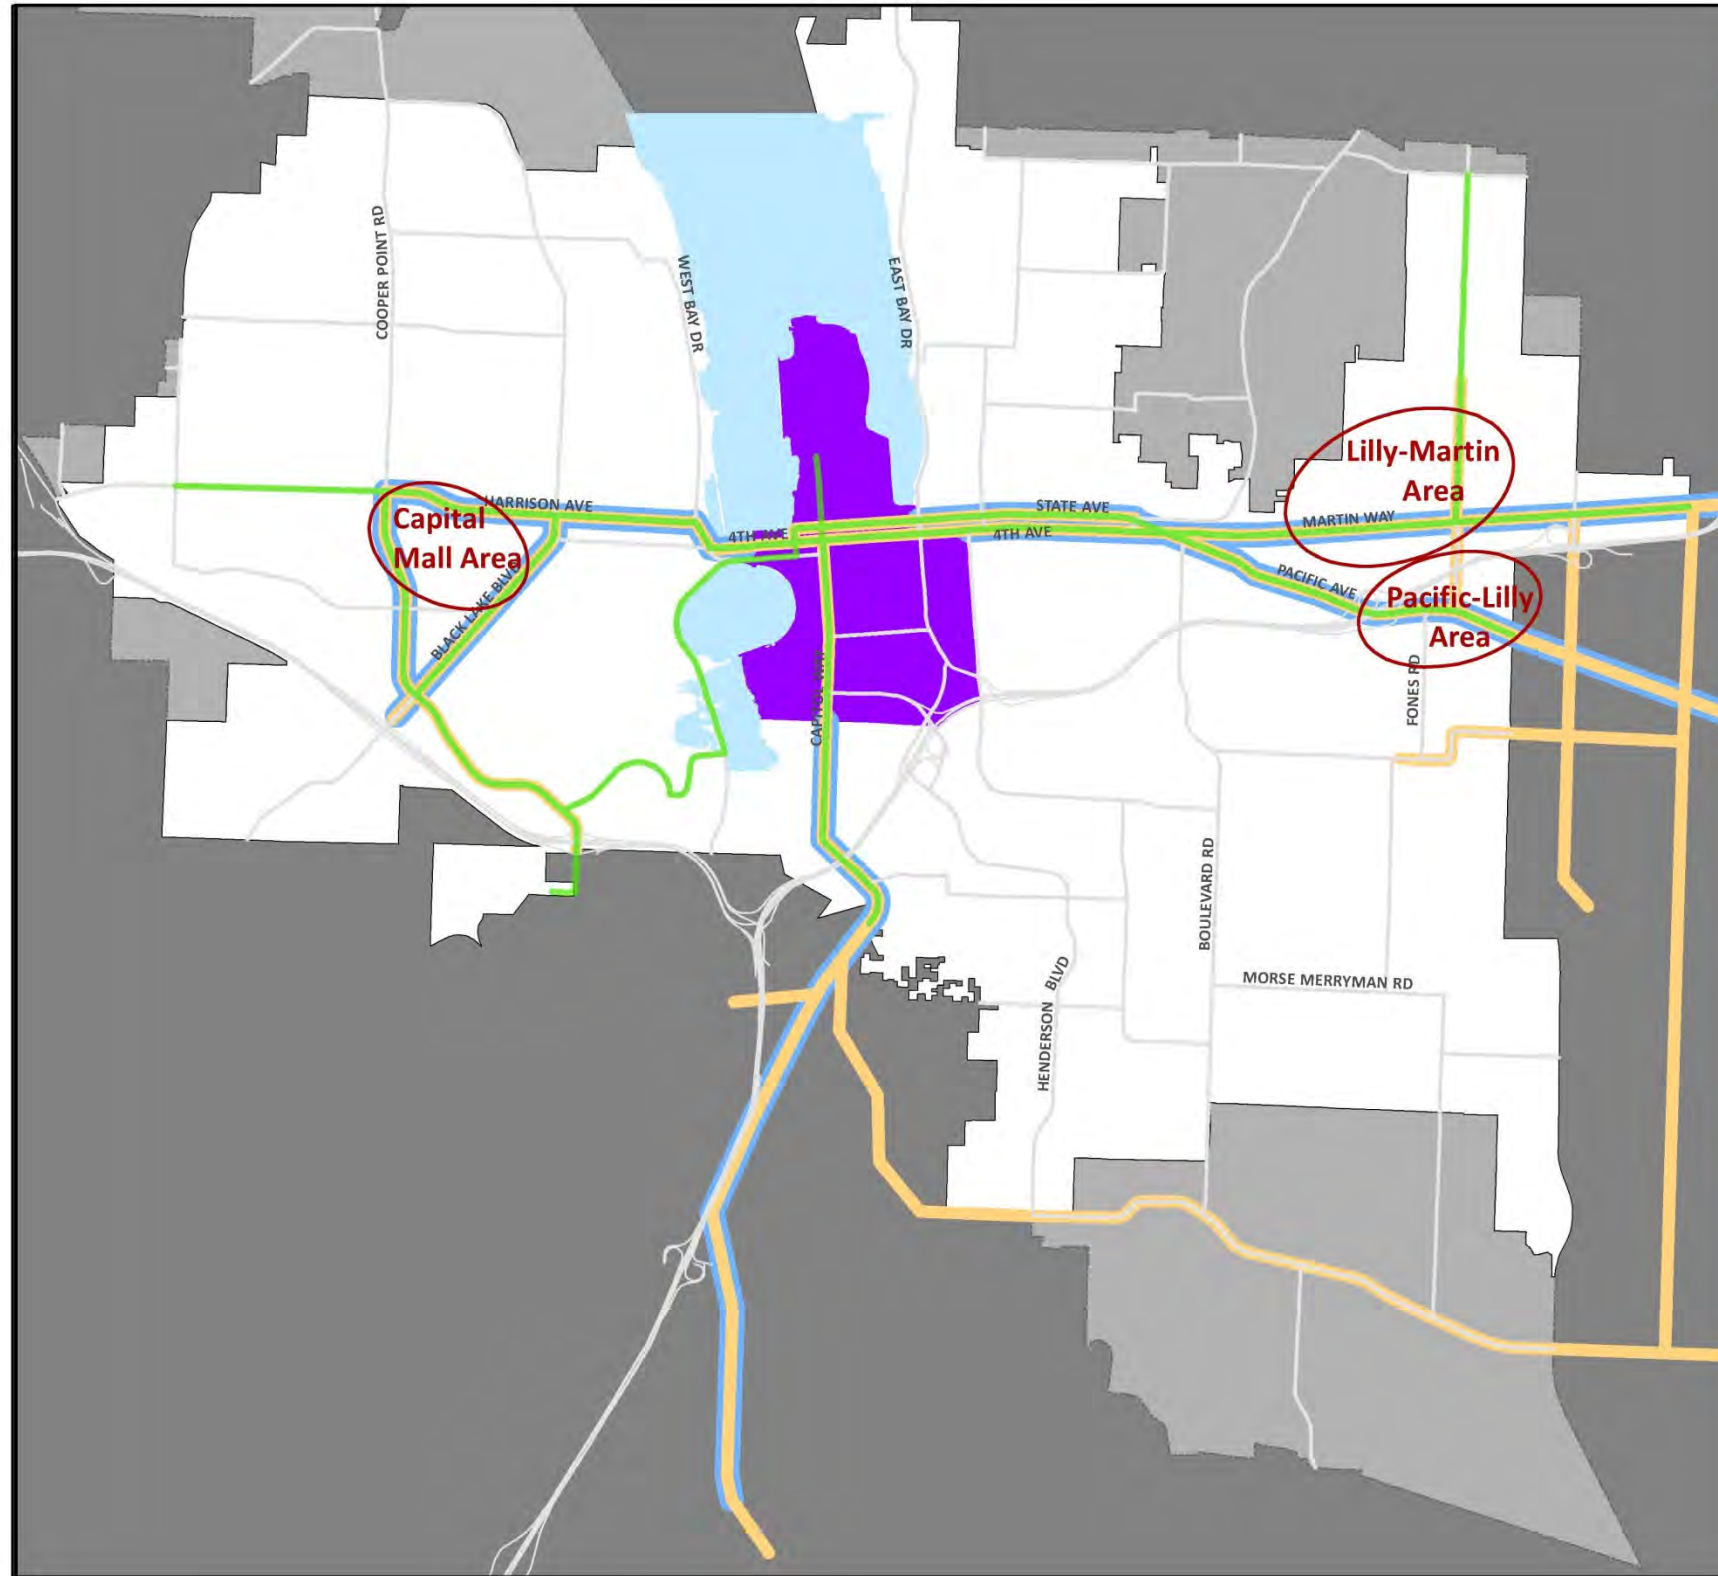 COOPER POINT RD
WEST BAY DR
EAST BAY DR
Lilly-Martin
Area
HARRISON AVE
Capital
Mall Area
STATE AVE
MARTIN WAY
4TH AVE
4TH AVE
BLACK LAKE BLVD
PACIFIC AVE
Pacific-Lilly
Area
CAPITOL WAY
FONES RD
BOULEVARD RD
HENDERSON BLVD
MORSE MERRYMAN RD